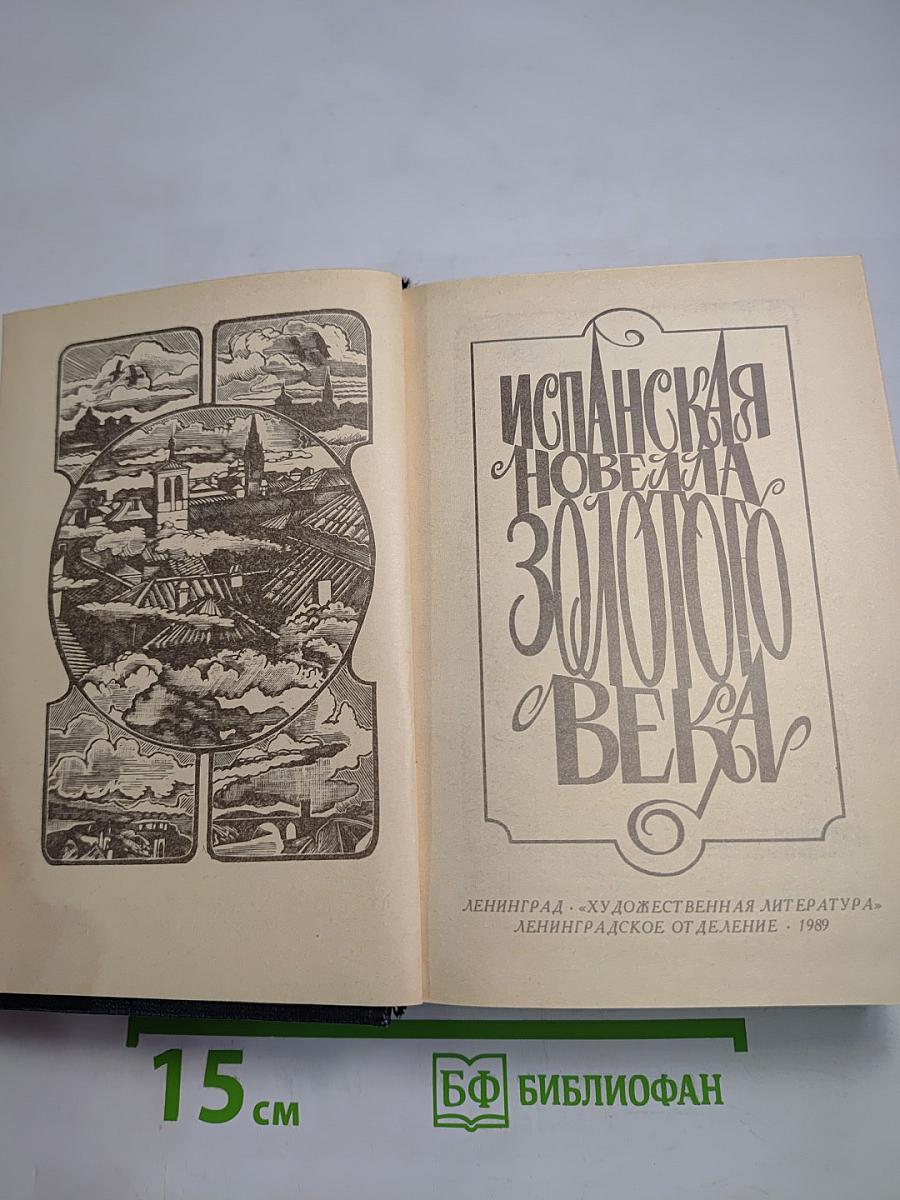 ИСПАНСКАЯ
НОВЕЛЛА
ЗОЛОТОГО
ВЕКА
ЛЕНИНГРАД · «ХУДОЖЕСТВЕННАЯ ЛИТЕРАТУРА»
ЛЕНИНГРАДСКОЕ ОТДЕЛЕНИЕ · 1989
15 см
БФ БИБЛИОФАН